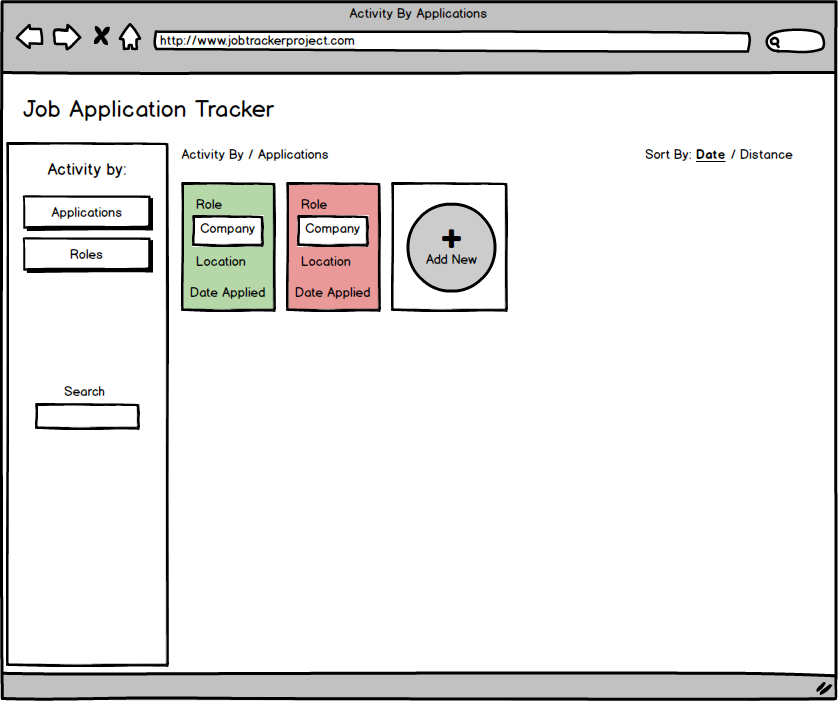 Activity By Applications
http://www.jobtrackerproject.com
Job Application Tracker
Activity by:
Applications
Roles
Search
Activity By / Applications
Sort By: Date / Distance
Role
Company
Location
Date Applied
Role
Company
Location
Date Applied
Add New